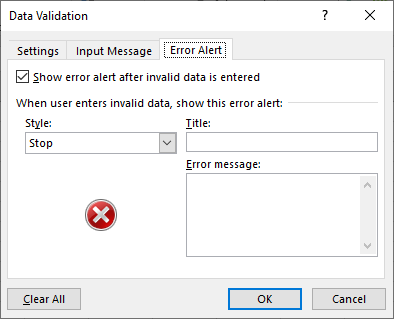 Data Validation ?
Settings Input Message Error Alert
Show error alert after invalid data is entered
When user enters invalid data, show this error alert:
Style: Title:
Stop
Error message:
Clear All OK Cancel